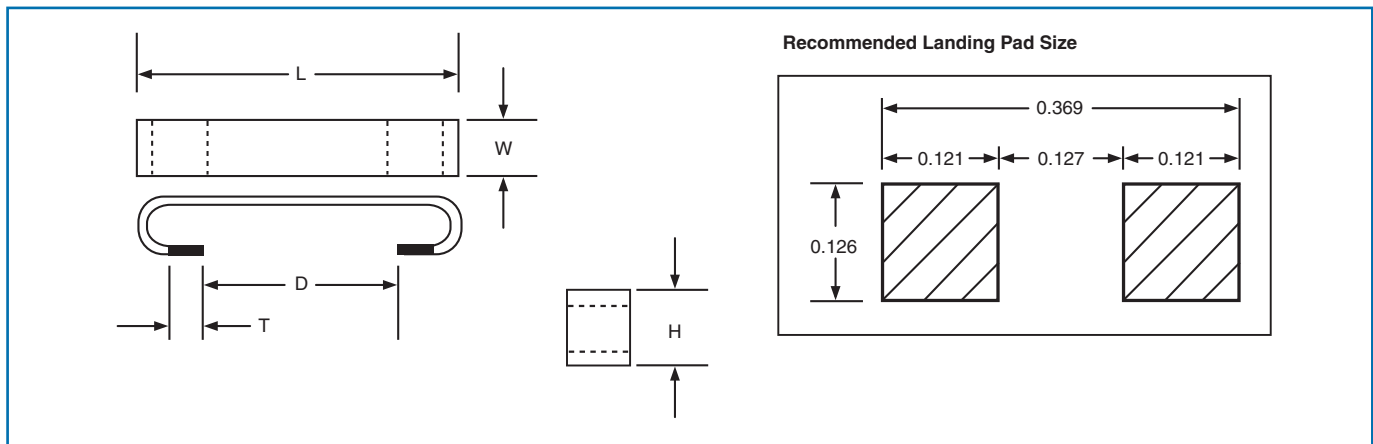 Recommended Landing Pad Size
L
W
D
T
H
0.369
0.121
0.127
0.121
0.126